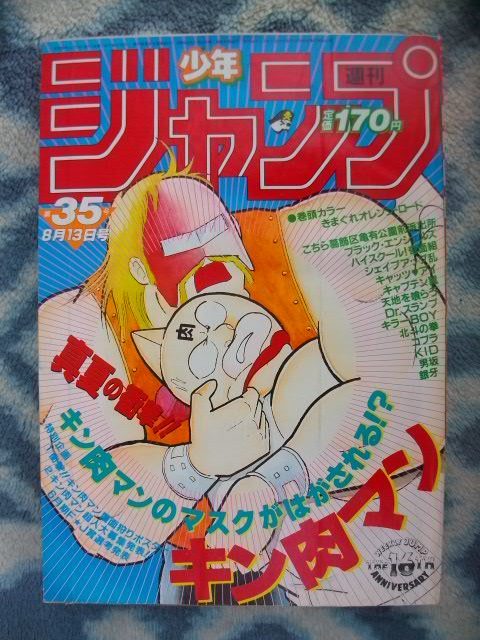 少年
週刊
ジャンプ
定価170円
35
8月13日号
●巻頭カラー
きまぐれオレンジ★ロード
こちら葛飾区亀有公園前派出所
ブラック・エンジェルズ
ハイスクール!奇面組
シェイプアップ乱
キャッツ♥アイ
キャプテン翼
天地を喰らう
Dr.スランプ
キララBOY
北斗の拳
コブラ
KID
男坂
銀牙
肉
真夏の
キン肉マンのマスクがはがされる!?
キン肉マン
WEEKLY JUMP
THE 16TH
ANNIVERSARY